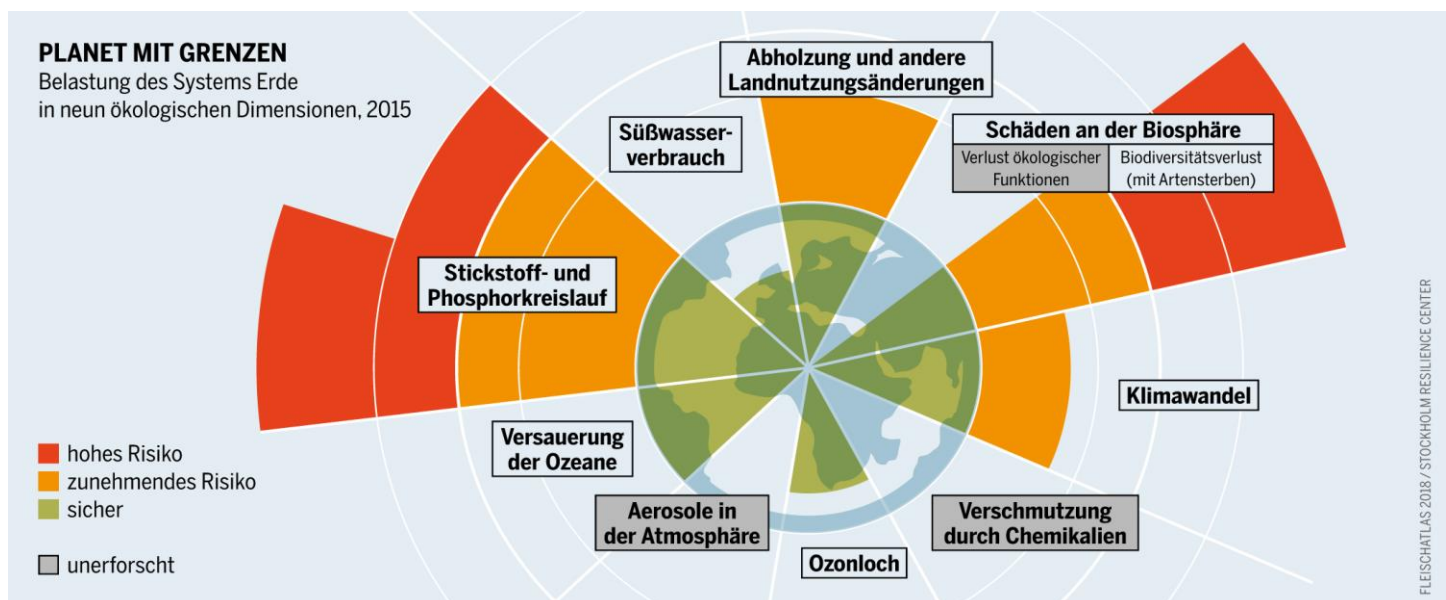 PLANET MIT GRENZEN
Belastung des Systems Erde
in neun ökologischen Dimensionen, 2015
Abholzung und andere
Landnutzungsänderungen
Süßwasser-
verbrauch
Schäden an der Biosphäre
Verlust ökologischer
Funktionen
Biodiversitätsverlust
(mit Artensterben)
Stickstoff- und
Phosphorkreislauf
Klimawandel
Versauerung
der Ozeane
Aerosole in
der Atmosphäre
Verschmutzung
durch Chemikalien
Ozonloch
hohes Risiko
zunehmendes Risiko
sicher
unerforscht
FLEISCHATLAS 2018 / STOCKHOLM RESILIENCE CENTER